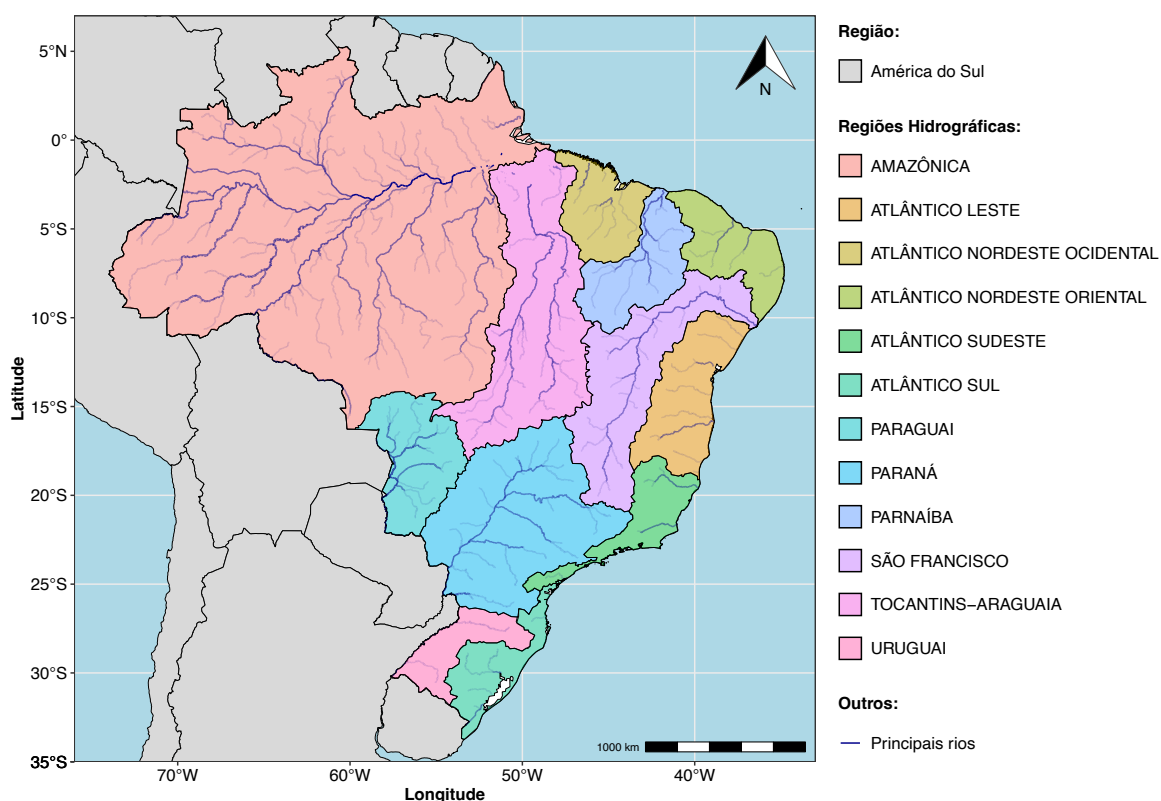 5°N
0°
5°S
10°S
15°S
20°S
25°S
30°S
35°S
LatItude
70°W
60°W
50°W
40°W
Longitude
N
1000 km
Região:
América do Sul
Regiões Hidrográficas:
AMAZÔNICA
ATLÂNTICO LESTE
ATLÂNTICO NORDESTE OCIDENTAL
ATLÂNTICO NORDESTE ORIENTAL
ATLÂNTICO SUDESTE
ATLÂNTICO SUL
PARAGUAI
PARANÁ
PARNAÍBA
SÃO FRANCISCO
TOCANTINS−ARAGUAIA
URUGUAI
Outros:
Principais rios